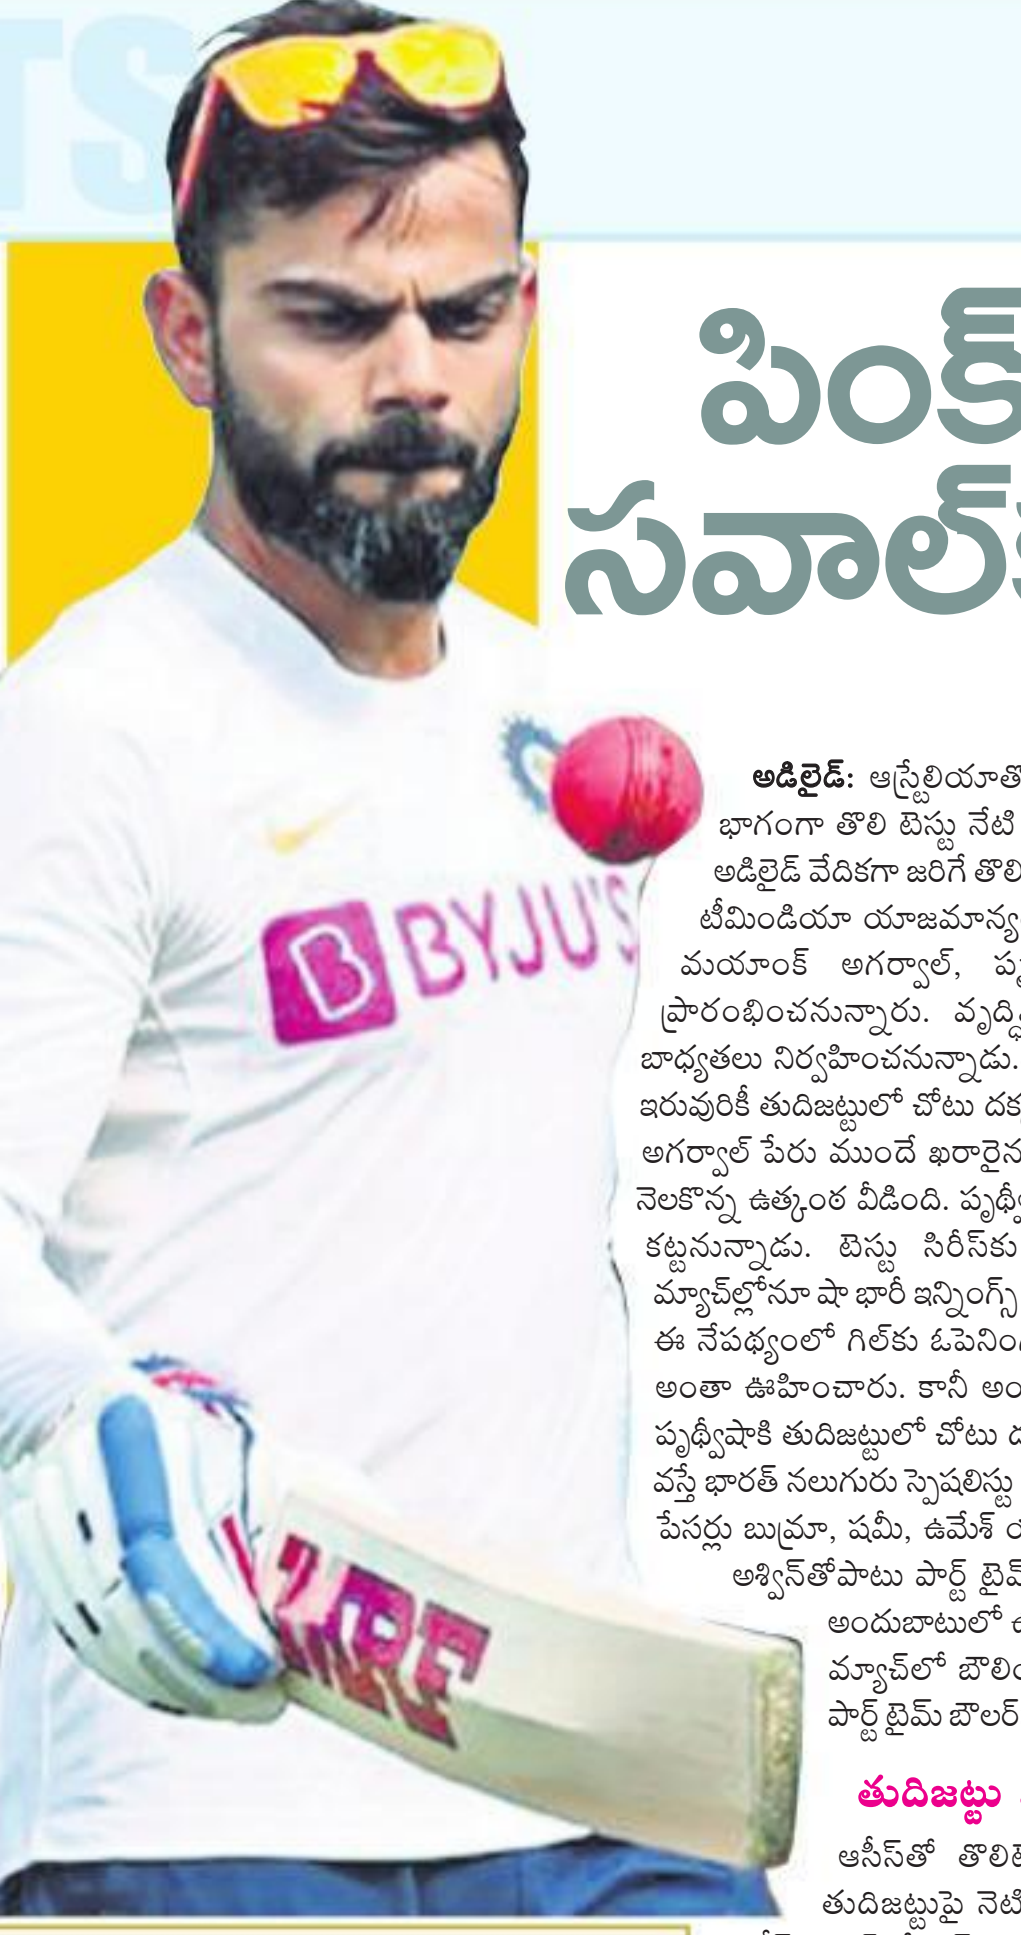 TS
పింక్
సవాల్
అడిలైడ్: ఆస్ట్రేలియాతో
భాగంగా తొలి టెస్టు నేటి
అడిలైడ్ వేదికగా జరిగే తొలి
టీమిండియా యాజమాన్య
మయాంక్ అగర్వాల్,
ప్రారంభించనున్నారు.
బాధ్యతలు నిర్వహించనున్నాడు.
ఇరువురికీ తుదిజట్టులో చోటు
అగర్వాల్ పేరు ముందే ఖరారైన
నెలకొన్న ఉత్కంఠ వీడింది.
కట్టనున్నాడు. టెస్టు సిరీస్‌కు
మ్యాచ్‌ల్లోనూ షా భారీ ఇన్నింగ్స్
ఈ నేపథ్యంలో గిల్‌కు
అంతా ఊహించారు. కానీ
పృథ్వీషాకి తుదిజట్టులో చోటు
వస్తే భారత్ నలుగురు స్పెషలిస్టు
పేసర్లు బుమ్రా, షమీ, ఉమేశ్
అశ్విన్‌తోపాటు పార్ట్ టైమ్
అందుబాటులో
మ్యాచ్‌లో
పార్ట్ టైమ్ బౌలర్
తుదిజట్టు
ఆసీస్‌తో
తుదిజట్టుపై
B BYJU'S